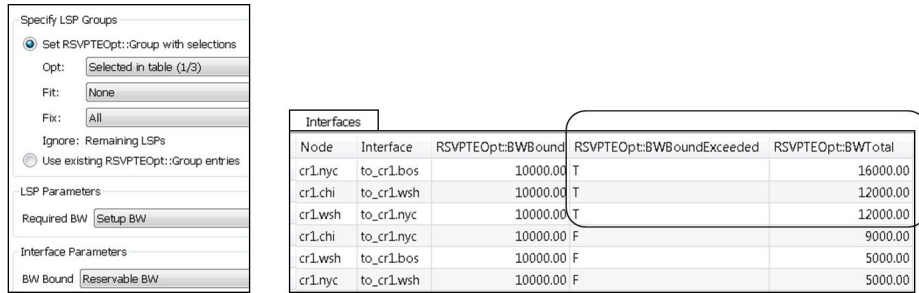 Specify LSP Groups
Set RSVPTEOpt::Group with selections
Opt: Selected in table (1/3)
Fit: None
Fix: All
Ignore: Remaining LSPs
Use existing RSVPTEOpt::Group entries
LSP Parameters
Required BW Setup BW
Interface Parameters
BW Bound Reservable BW
Interfaces
Node Interface RSVPTEOpt::BWBound RSVPTEOpt::BWBoundExceeded RSVPTEOpt::BWTotal
cr1.nyc to_cr1.bos 10000.00 T 16000.00
cr1.chi to_cr1.wsh 10000.00 T 12000.00
cr1.wsh to_cr1.nyc 10000.00 T 12000.00
cr1.chi to_cr1.nyc 10000.00 F 9000.00
cr1.wsh to_cr1.bos 10000.00 F 5000.00
cr1.nyc to_cr1.wsh 10000.00 F 5000.00